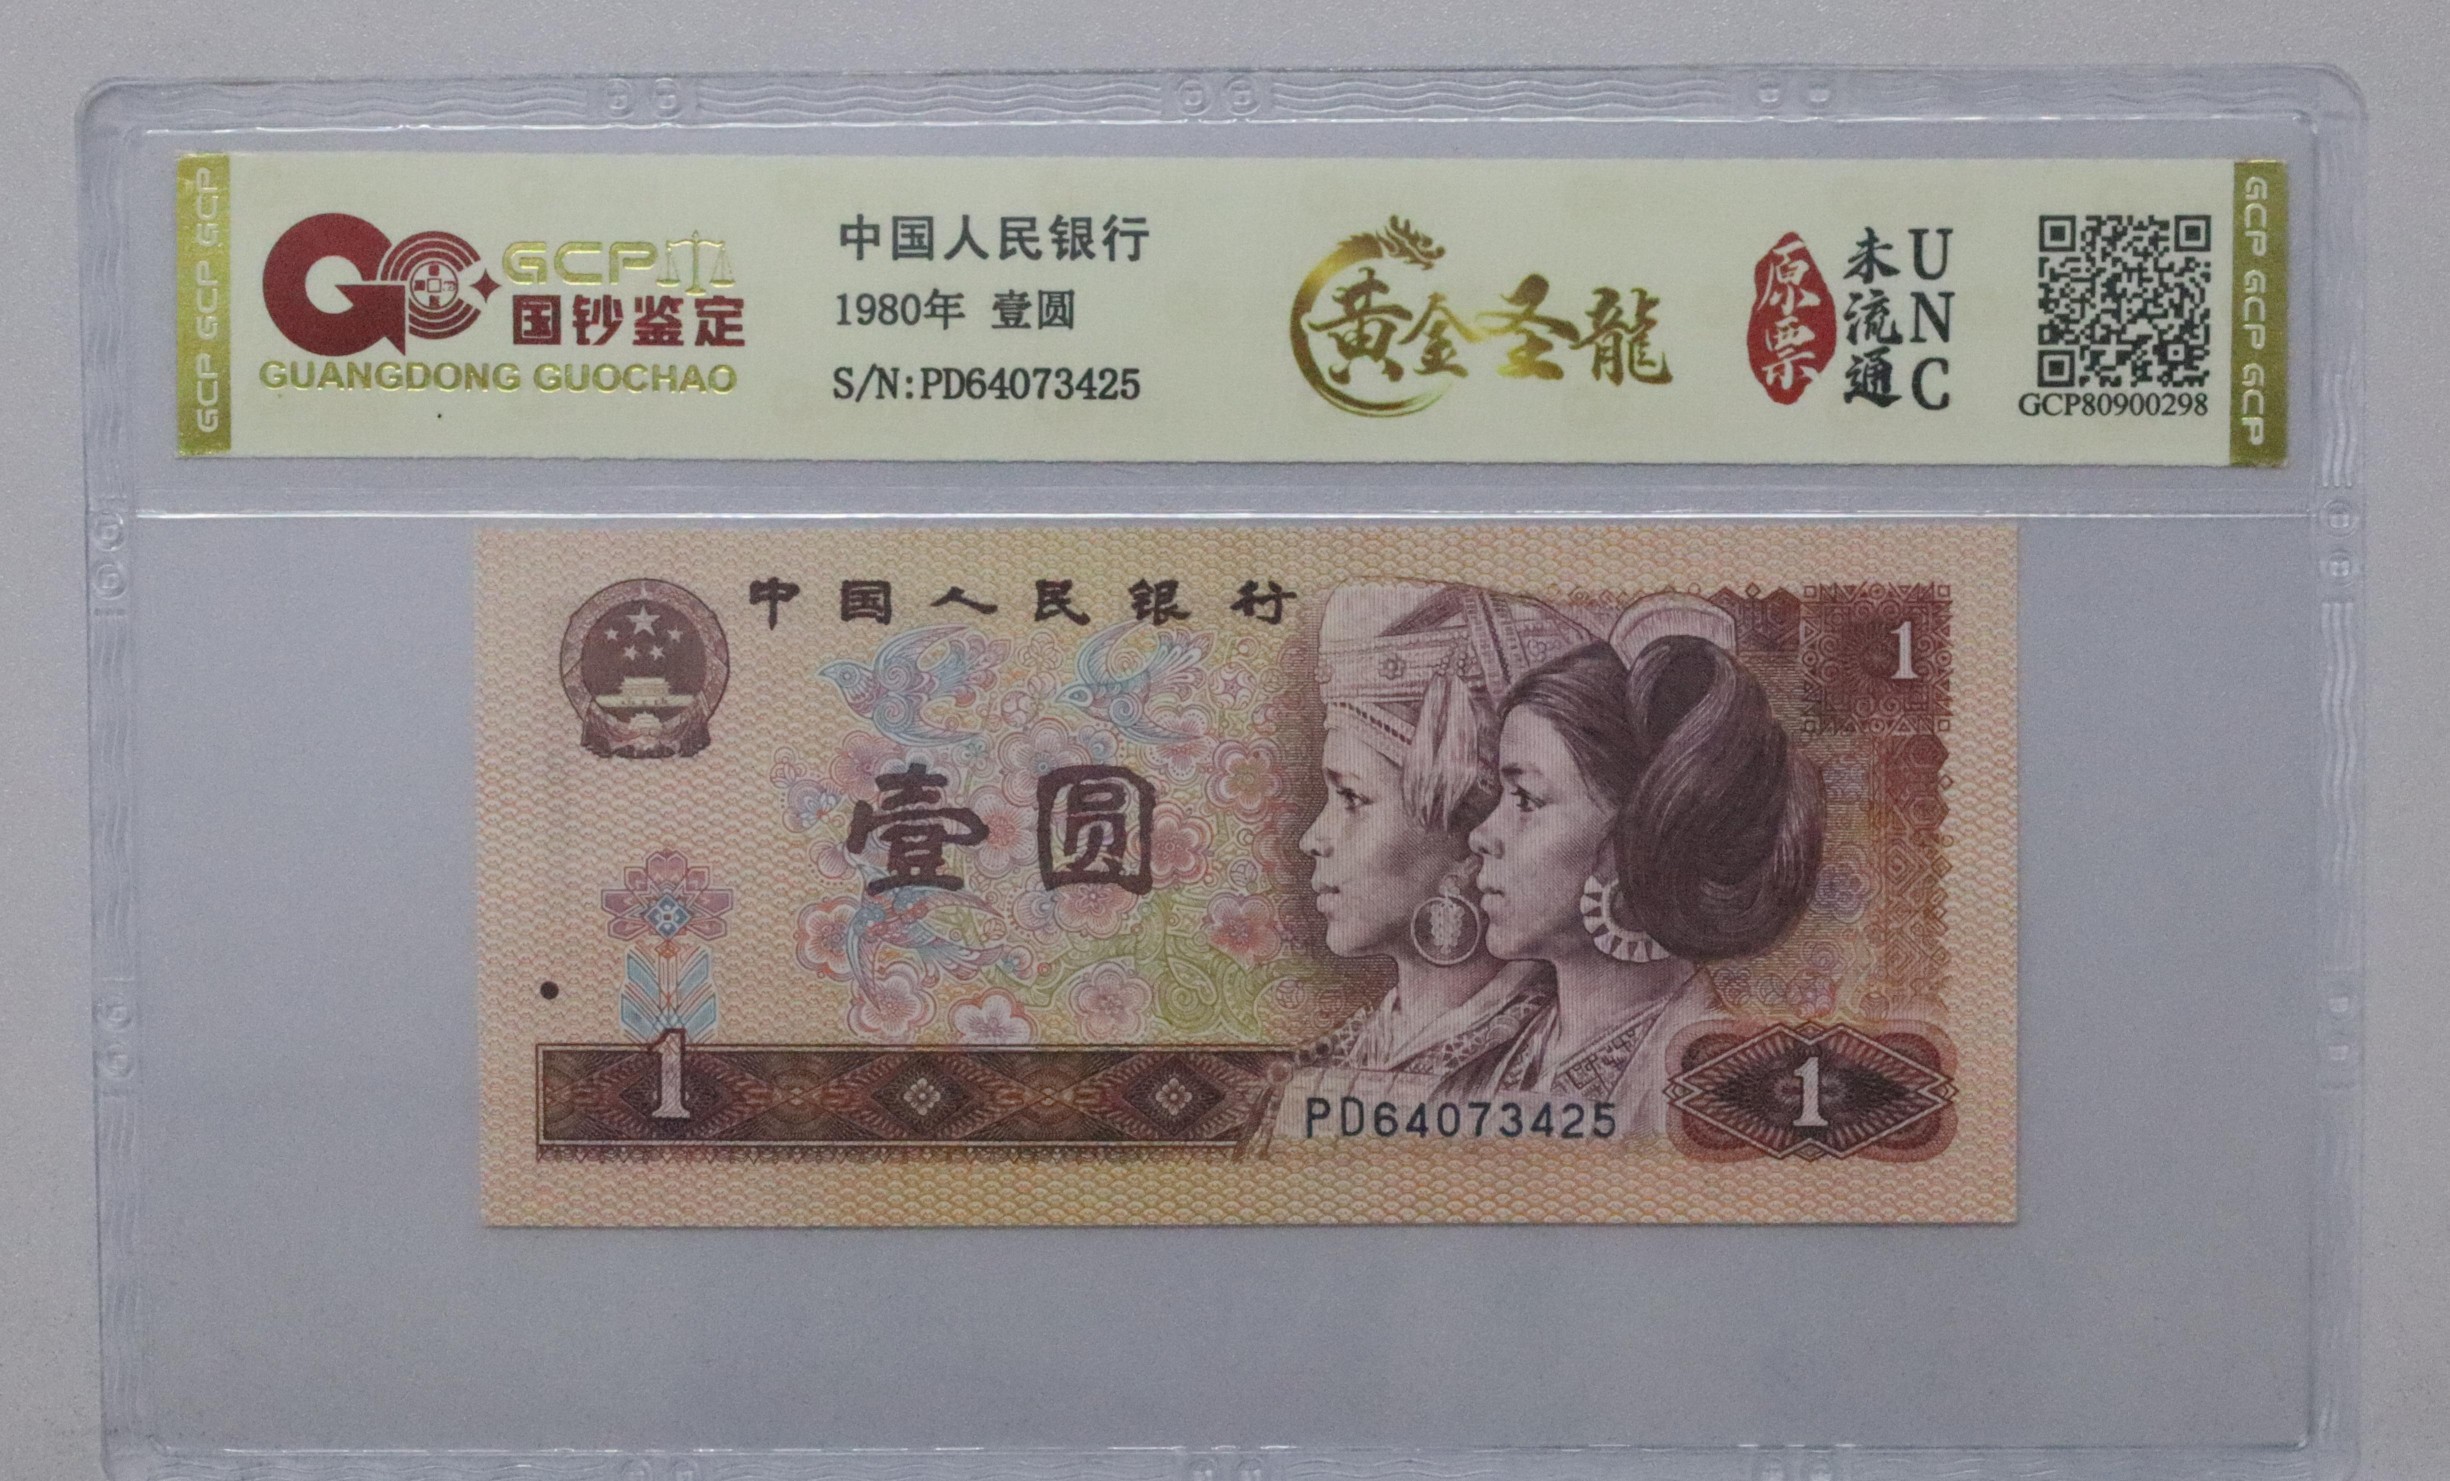 GCP GCP GCP
GCP
国钞鉴定
GUANGDONG GUOCHAO
中国人民银行
1980年 壹圆
S/N:PD64073425
黄金圣龍
原票
未流通
UNC
GCP80900298
GCP GCP GCP
中国人民银行
1
壹圆
1
PD64073425
1